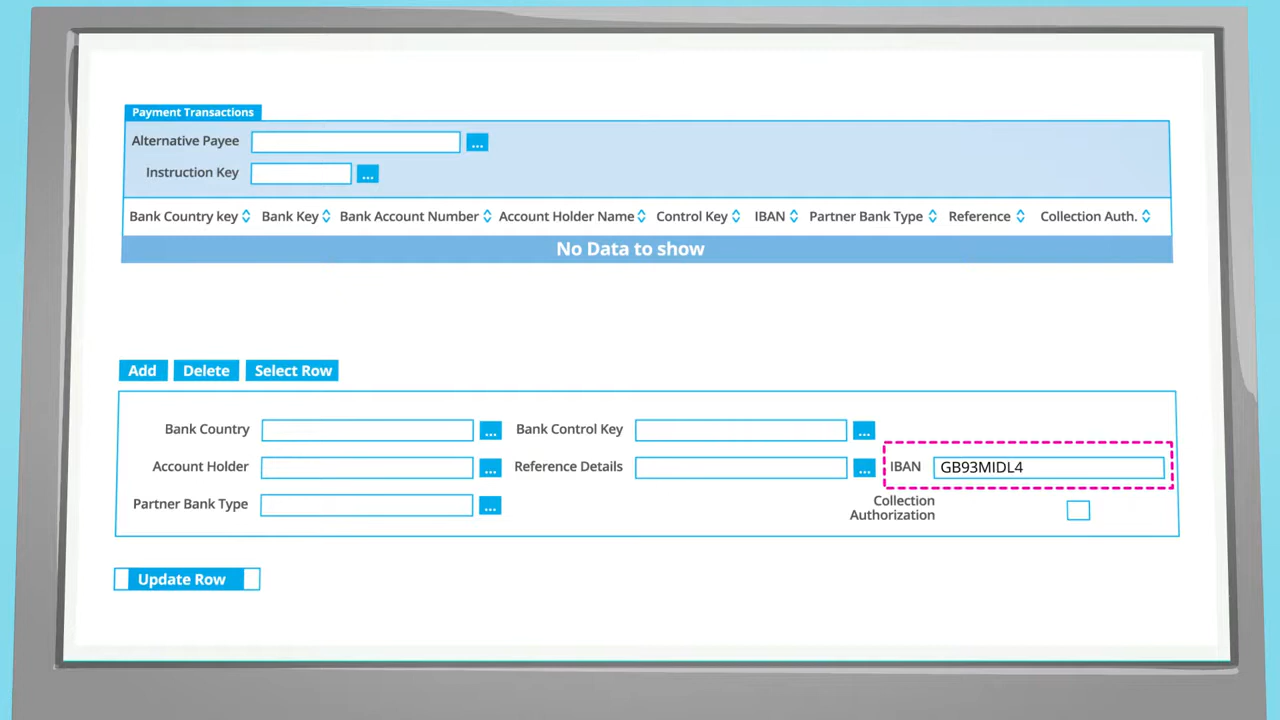 Payment Transactions
Alternative Payee ...
Instruction Key ...
Bank Country key Bank Key Bank Account Number Account Holder Name Control Key IBAN Partner Bank Type Reference Collection Auth.
No Data to show
Add Delete Select Row
Bank Country ... Bank Control Key ...
Account Holder ... Reference Details ... IBAN GB93MIDL4
Partner Bank Type ... Collection
Authorization
Update Row